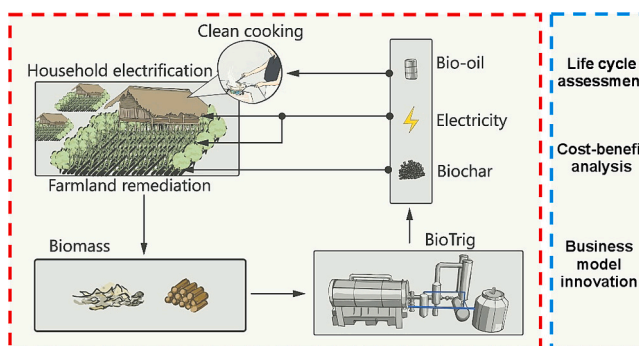 Clean cooking
Household electrification
Bio-oil
Electricity
Biochar
Farmland remediation
Biomass
BioTrig
Life cycle
assessmen
Cost-benefi
analysis
Business
model
innovation